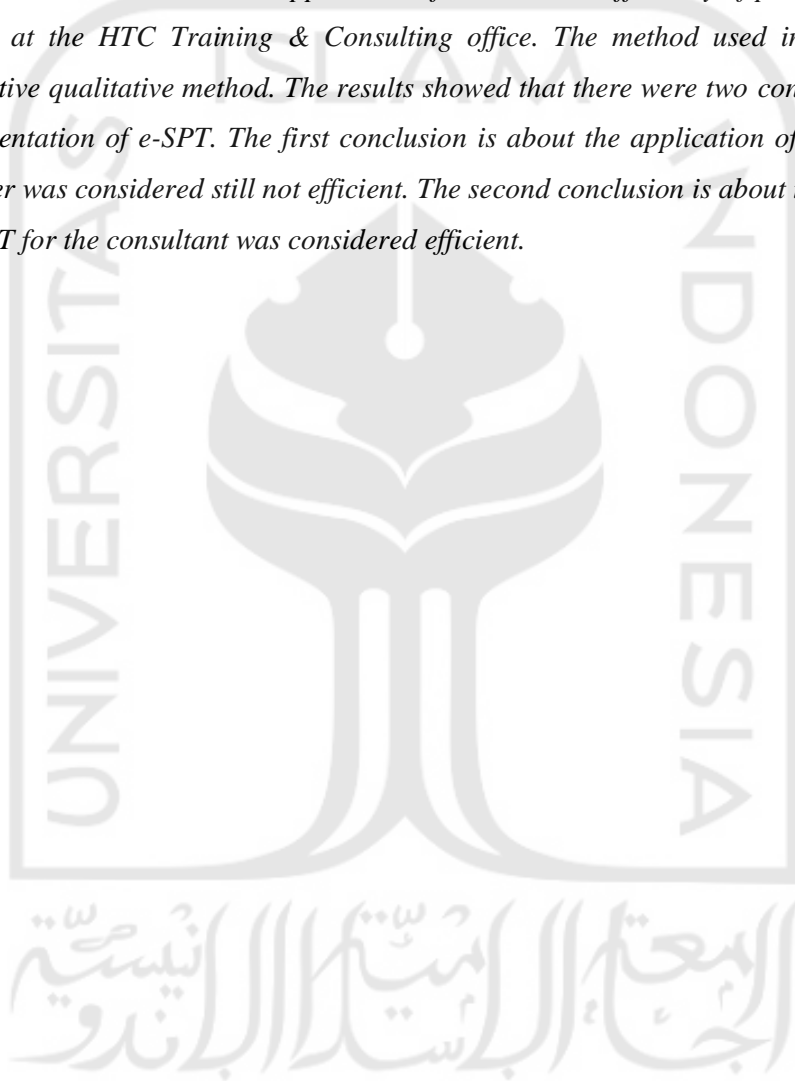 at the HTC Training & Consulting office. The method used in
tive qualitative method. The results showed that there were two con
entation of e-SPT. The first conclusion is about the application of
er was considered still not efficient. The second conclusion is about
T for the consultant was considered efficient.
ISLAM
UNIVERSITAS
INDONESIA